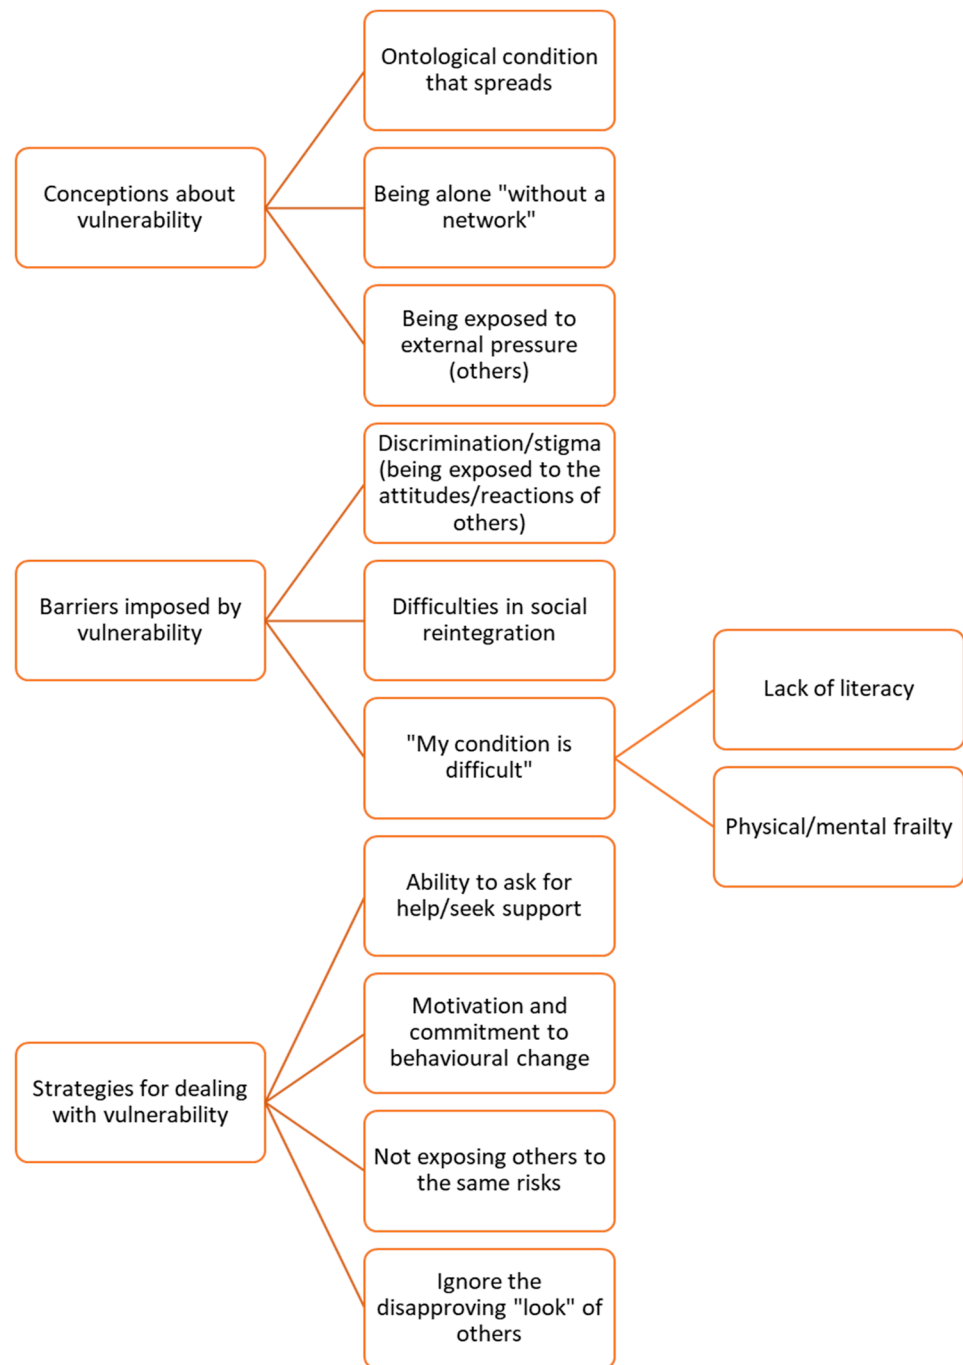 Ontological condition
that spreads
Conceptions about
vulnerability
Being alone "without a
network"
Being exposed to
external pressure
(others)
Discrimination/stigma
(being exposed to the
attitudes/reactions of
others)
Barriers imposed by
vulnerability
Difficulties in social
reintegration
"My condition is
difficult"
Lack of literacy
Physical/mental frailty
Ability to ask for
help/seek support
Strategies for dealing
with vulnerability
Motivation and
commitment to
behavioural change
Not exposing others to
the same risks
Ignore the
disapproving "look" of
others